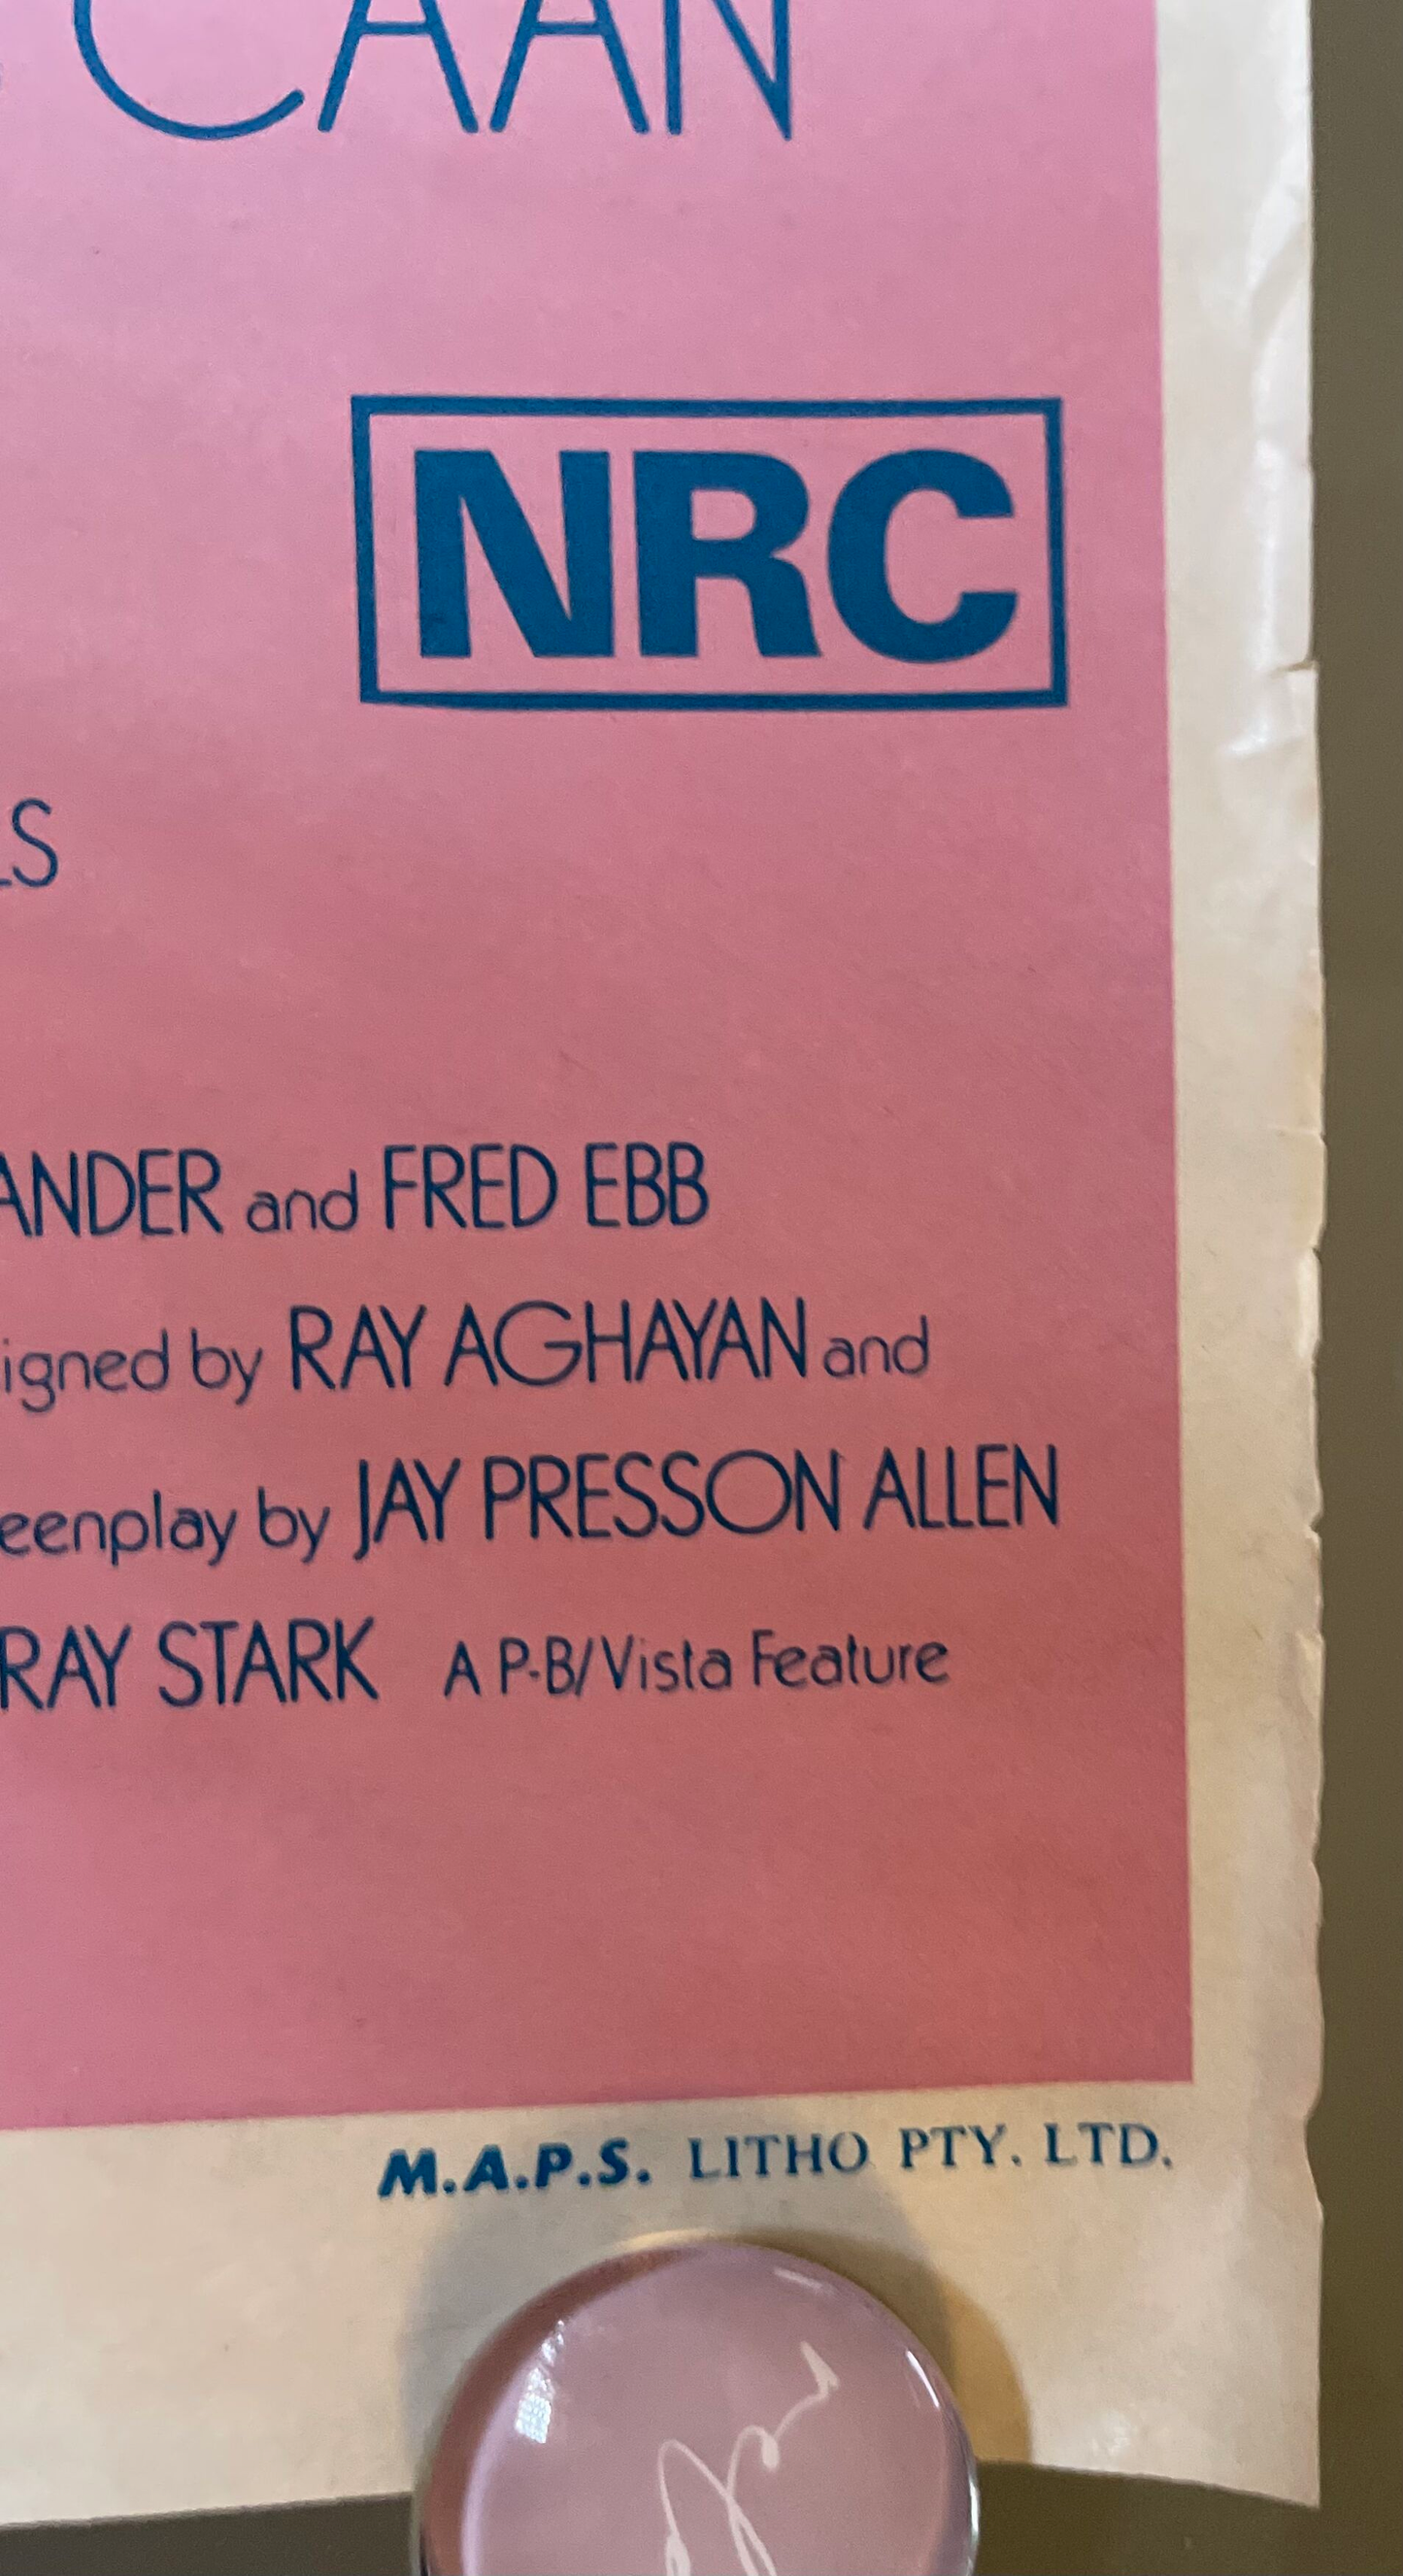 CAAN
NRC
LS
ANDER and FRED EBB
igned by RAY AGHAYAN and
eenplay by JAY PRESSON ALLEN
RAY STARK A P-B/Vista Feature
M.A.P.S. LITHO PTY. LTD.